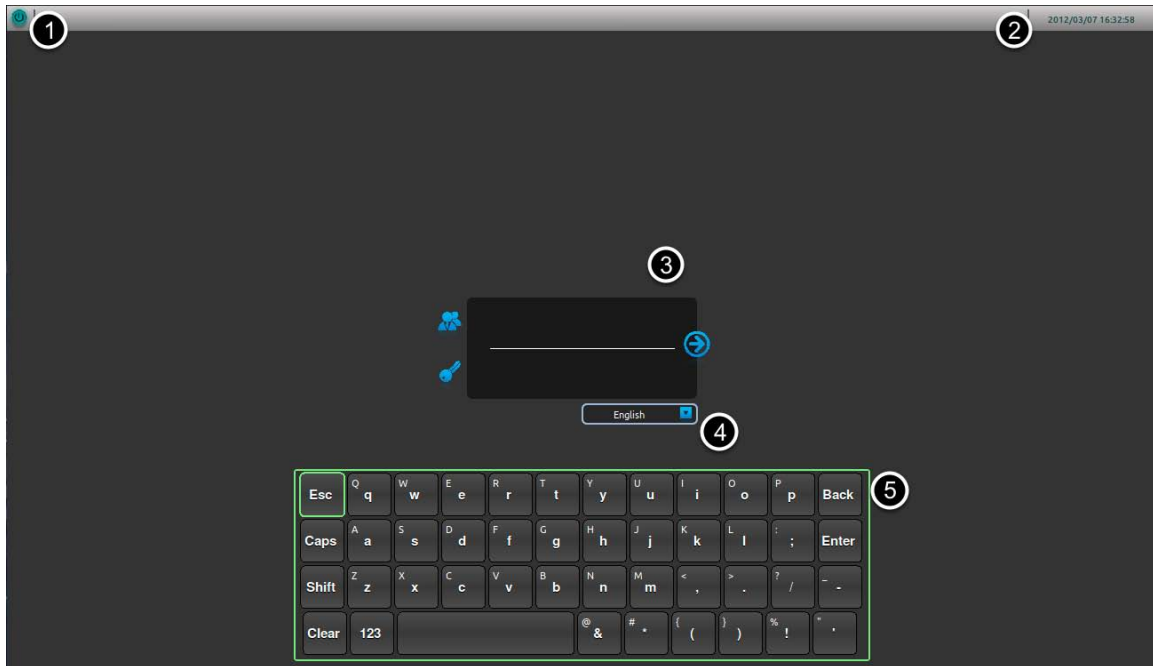 1 2 2012/03/07 16:32:58
3
English
4
5
Esc Q q W w E e R r T t Y y U u I i O o P p Back
Caps A a S s D d F f G g H h J j K k L l : ; Enter
Shift Z z X x C c V v B b N n M m < , > . ? / _ -
Clear 123 @ & # * { ( } ) % ! " '